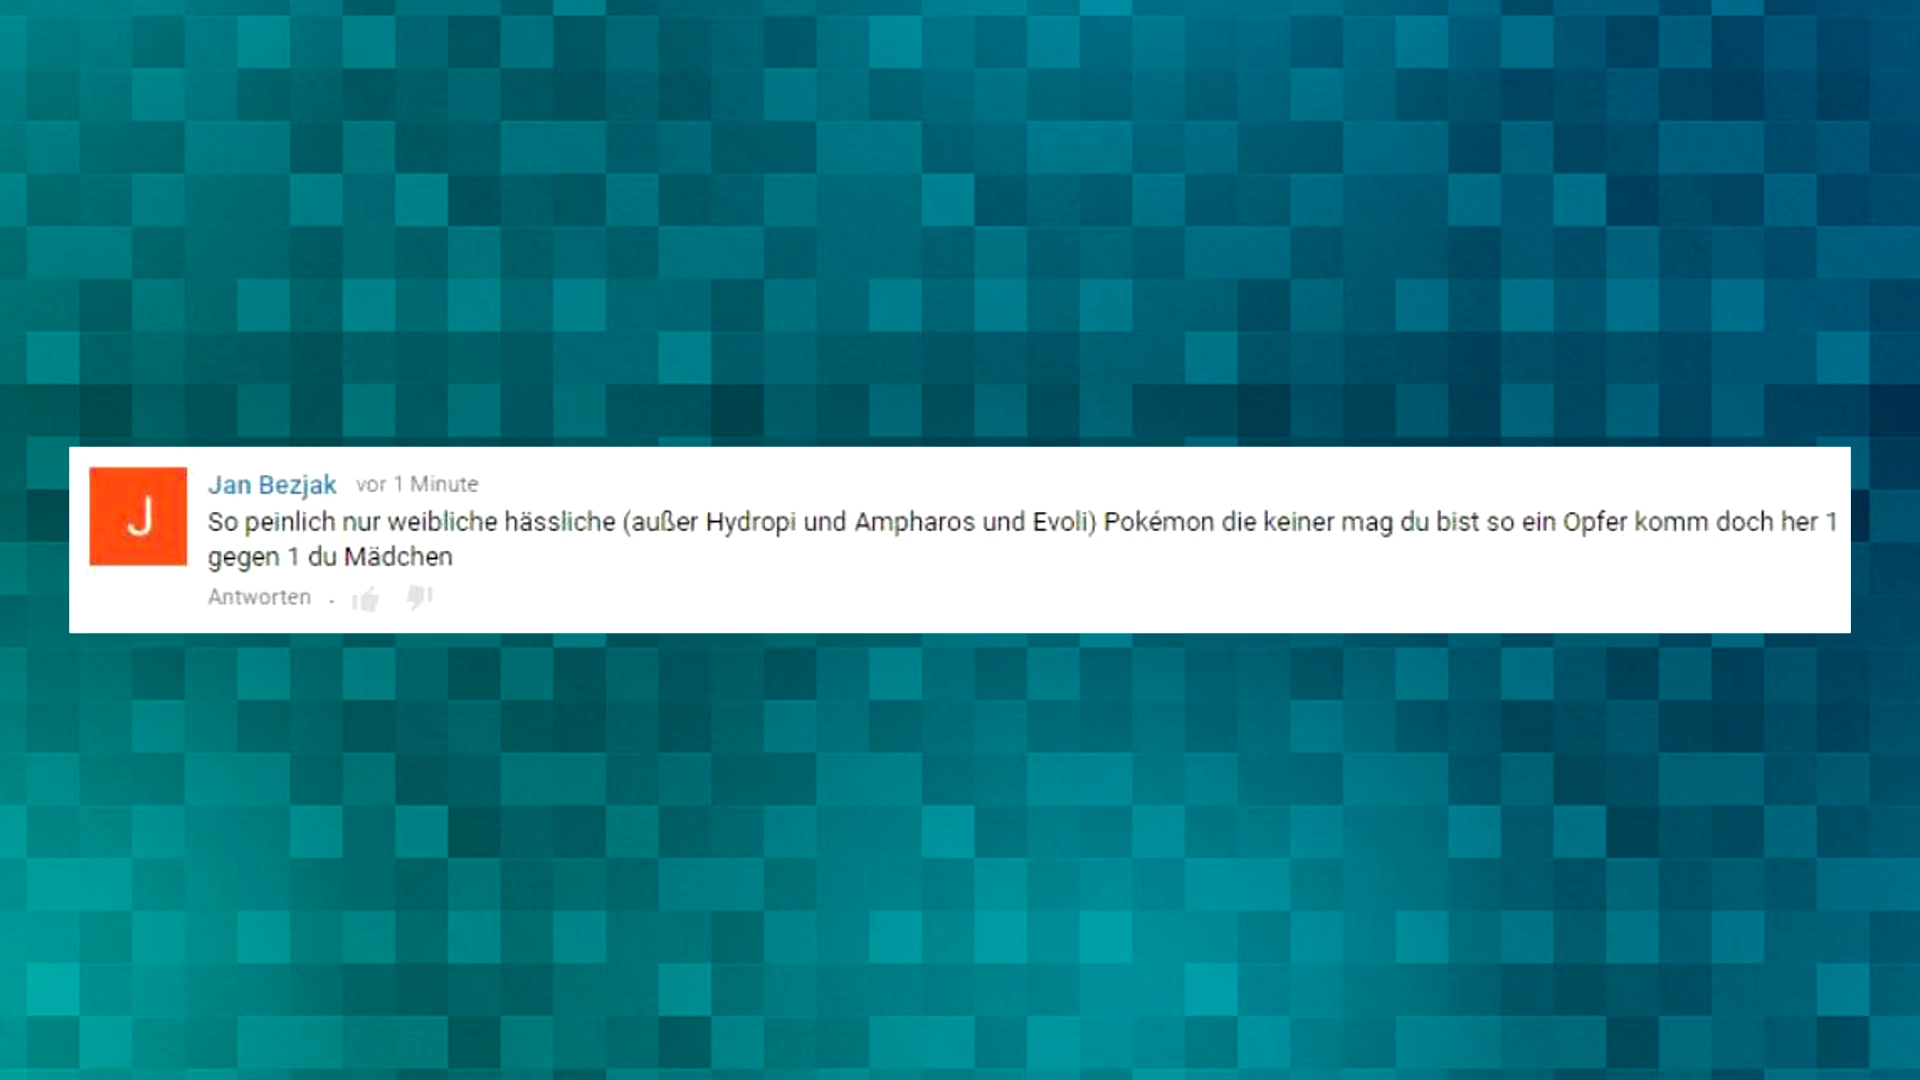 J
Jan Bezjak vor 1 Minute
So peinlich nur weibliche hässliche (außer Hydropi und Ampharos und Evoli) Pokémon die keiner mag du bist so ein Opfer komm doch her 1
gegen 1 du Mädchen
Antworten .